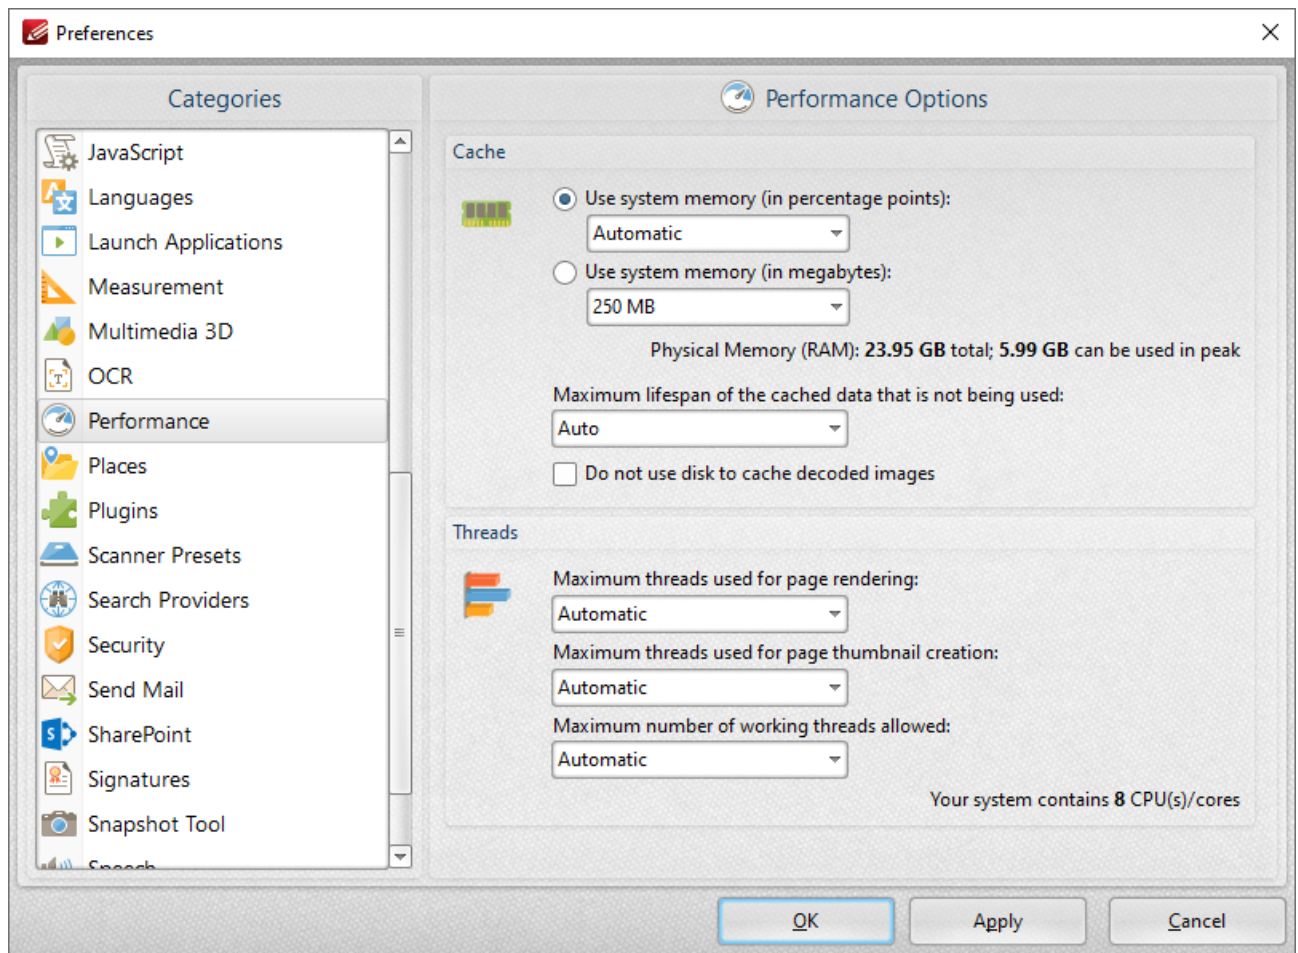 Preferences
Categories
JavaScript
Languages
Launch Applications
Measurement
Multimedia 3D
OCR
Performance
Places
Plugins
Scanner Presets
Search Providers
Security
Send Mail
SharePoint
Signatures
Snapshot Tool
Speech
Performance Options
Cache
Use system memory (in percentage points):
Automatic
Use system memory (in megabytes):
250 MB
Physical Memory (RAM): 23.95 GB total; 5.99 GB can be used in peak
Maximum lifespan of the cached data that is not being used:
Auto
Do not use disk to cache decoded images
Threads
Maximum threads used for page rendering:
Automatic
Maximum threads used for page thumbnail creation:
Automatic
Maximum number of working threads allowed:
Automatic
Your system contains 8 CPU(s)/cores
OK
Apply
Cancel